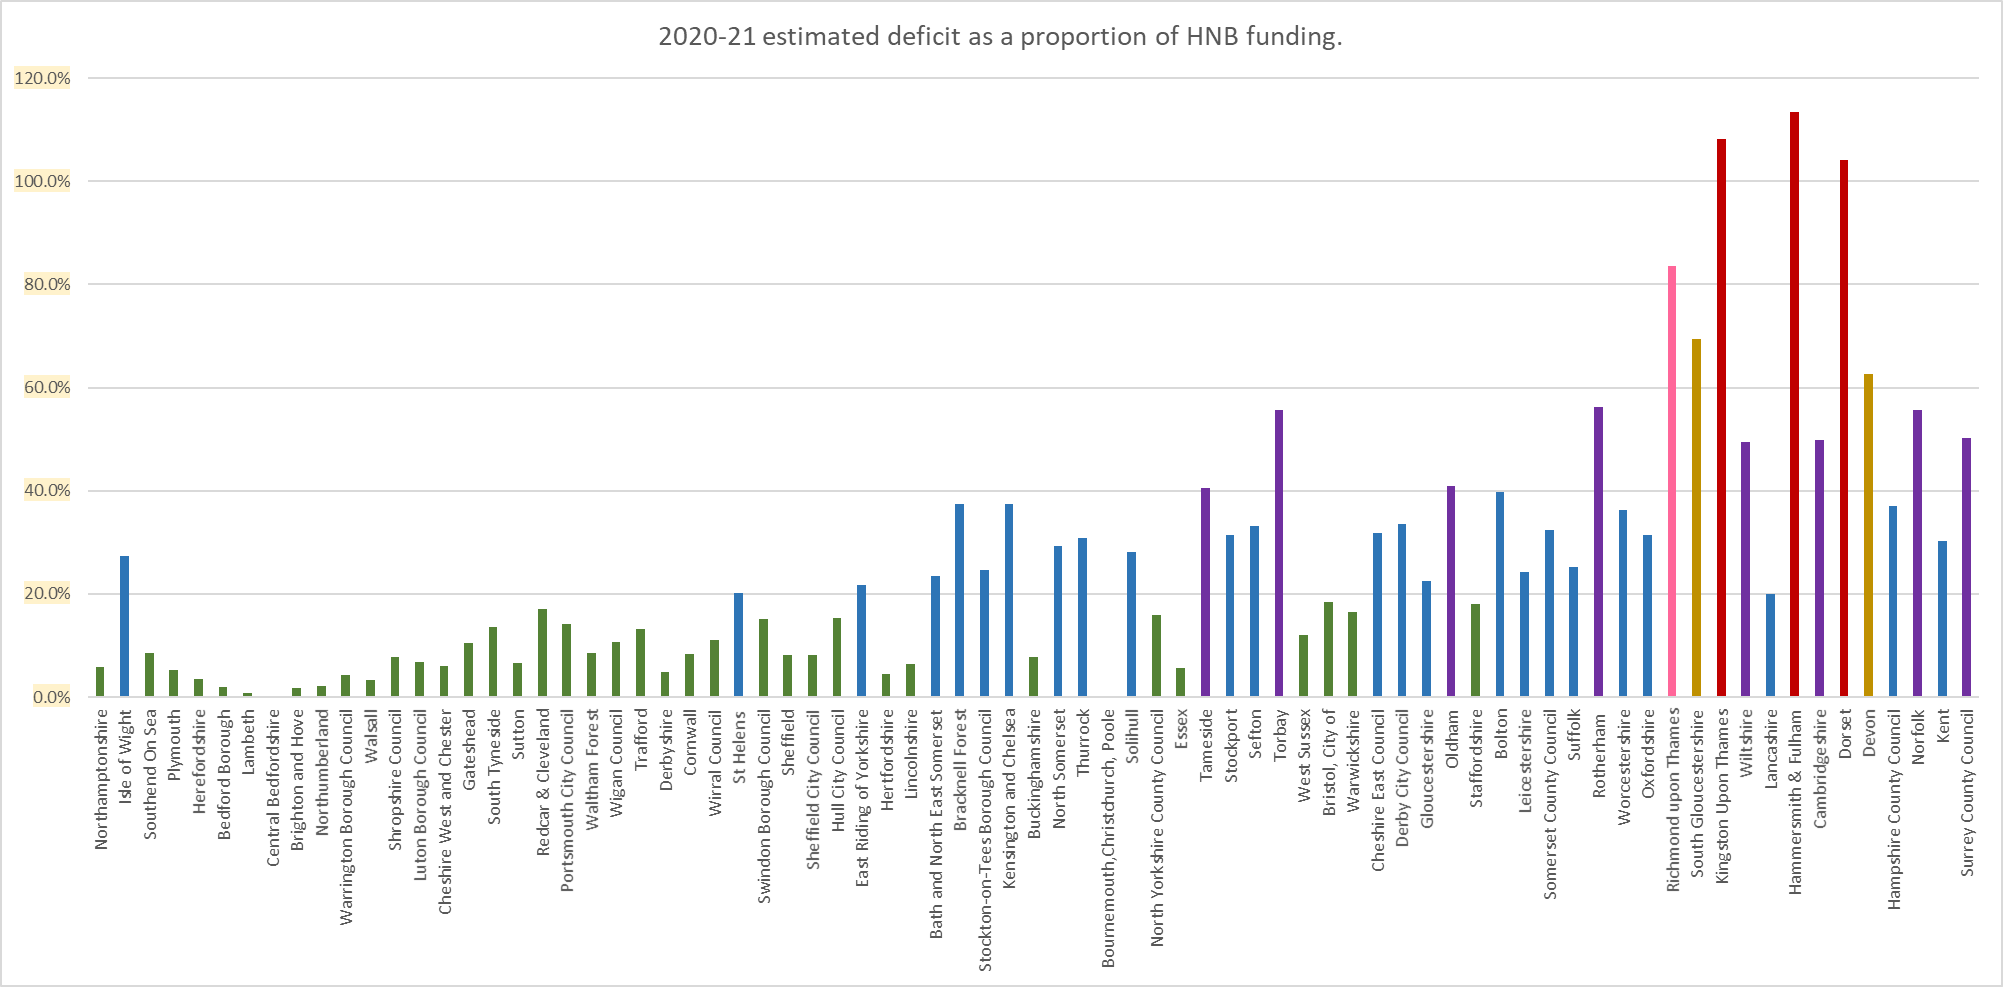 2020-21 estimated deficit as a proportion of HNB funding.
120.0%
100.0%
80.0%
60.0%
40.0%
20.0%
0.0%
Northamptonshire
Isle of Wight
Southend On Sea
Plymouth
Herefordshire
Bedford Borough
Lambeth
Central Bedfordshire
Brighton and Hove
Northumberland
Warrington Borough Council
Walsall
Shropshire Council
Luton Borough Council
Cheshire West and Chester
Gateshead
South Tyneside
Sutton
Redcar & Cleveland
Portsmouth City Council
Waltham Forest
Wigan Council
Trafford
Derbyshire
Cornwall
Wirral Council
St Helens
Swindon Borough Council
Sheffield
Sheffield City Council
Hull City Council
East Riding of Yorkshire
Hertfordshire
Lincolnshire
Bath and North East Somerset
Bracknell Forest
Stockton-on-Tees Borough Council
Kensington and Chelsea
Buckinghamshire
North Somerset
Thurrock
Bournemouth,Christchurch, Poole
Solihull
North Yorkshire County Council
Essex
Tameside
Stockport
Sefton
Torbay
West Sussex
Bristol, City of
Warwickshire
Cheshire East Council
Derby City Council
Gloucestershire
Oldham
Staffordshire
Bolton
Leicestershire
Somerset County Council
Suffolk
Rotherham
Worcestershire
Oxfordshire
Richmond upon Thames
South Gloucestershire
Kingston Upon Thames
Wiltshire
Lancashire
Hammersmith & Fulham
Cambridgeshire
Dorset
Devon
Hampshire County Council
Norfolk
Kent
Surrey County Council